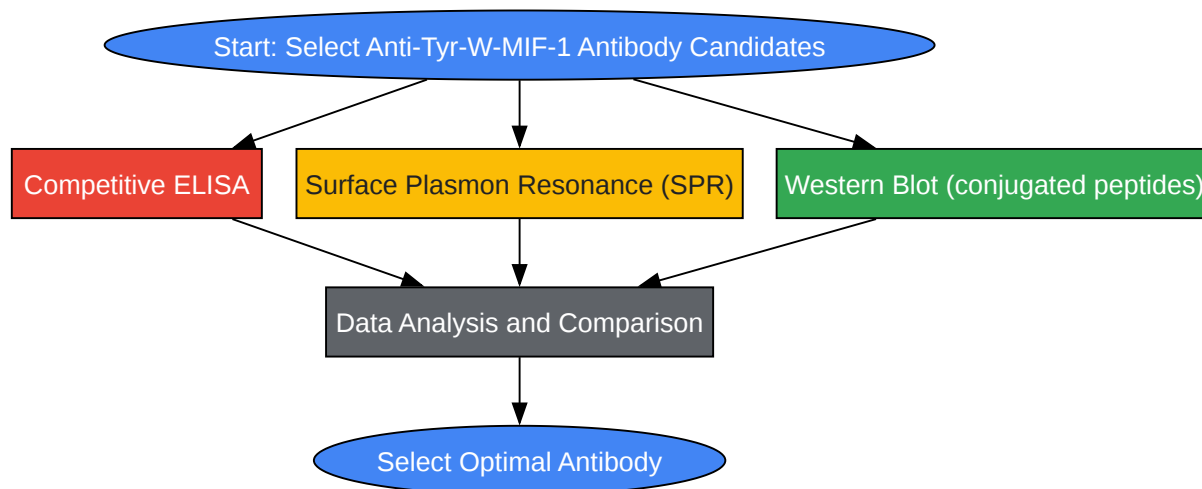 Start: Select Anti-Tyr-W-MIF-1 Antibody Candidates
Competitive ELISA
Surface Plasmon Resonance (SPR)
Western Blot (conjugated peptides)
Data Analysis and Comparison
Select Optimal Antibody